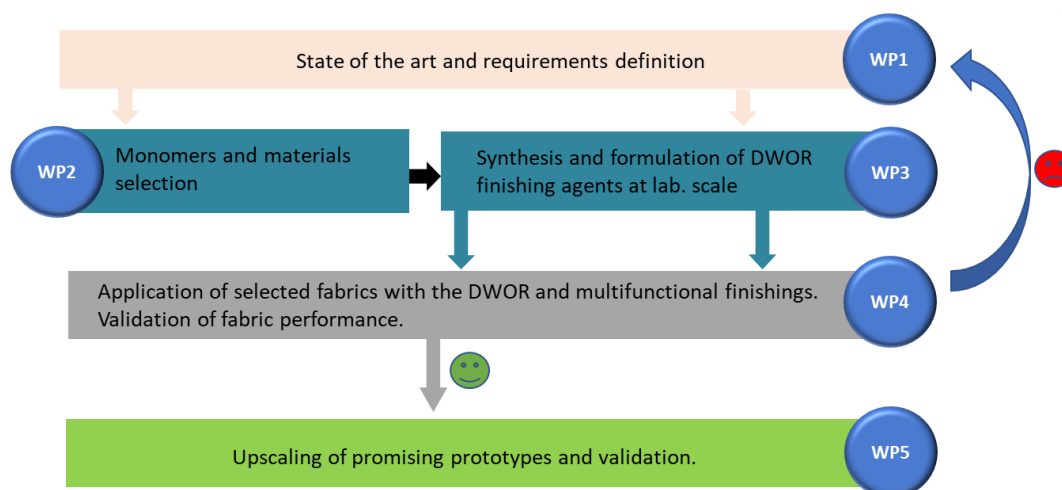 State of the art and requirements definition
WP1
WP2
Monomers and materials
selection
Synthesis and formulation of DWOR
finishing agents at lab. scale
WP3
Application of selected fabrics with the DWOR and multifunctional finishings.
Validation of fabric performance.
WP4
Upscaling of promising prototypes and validation.
WP5